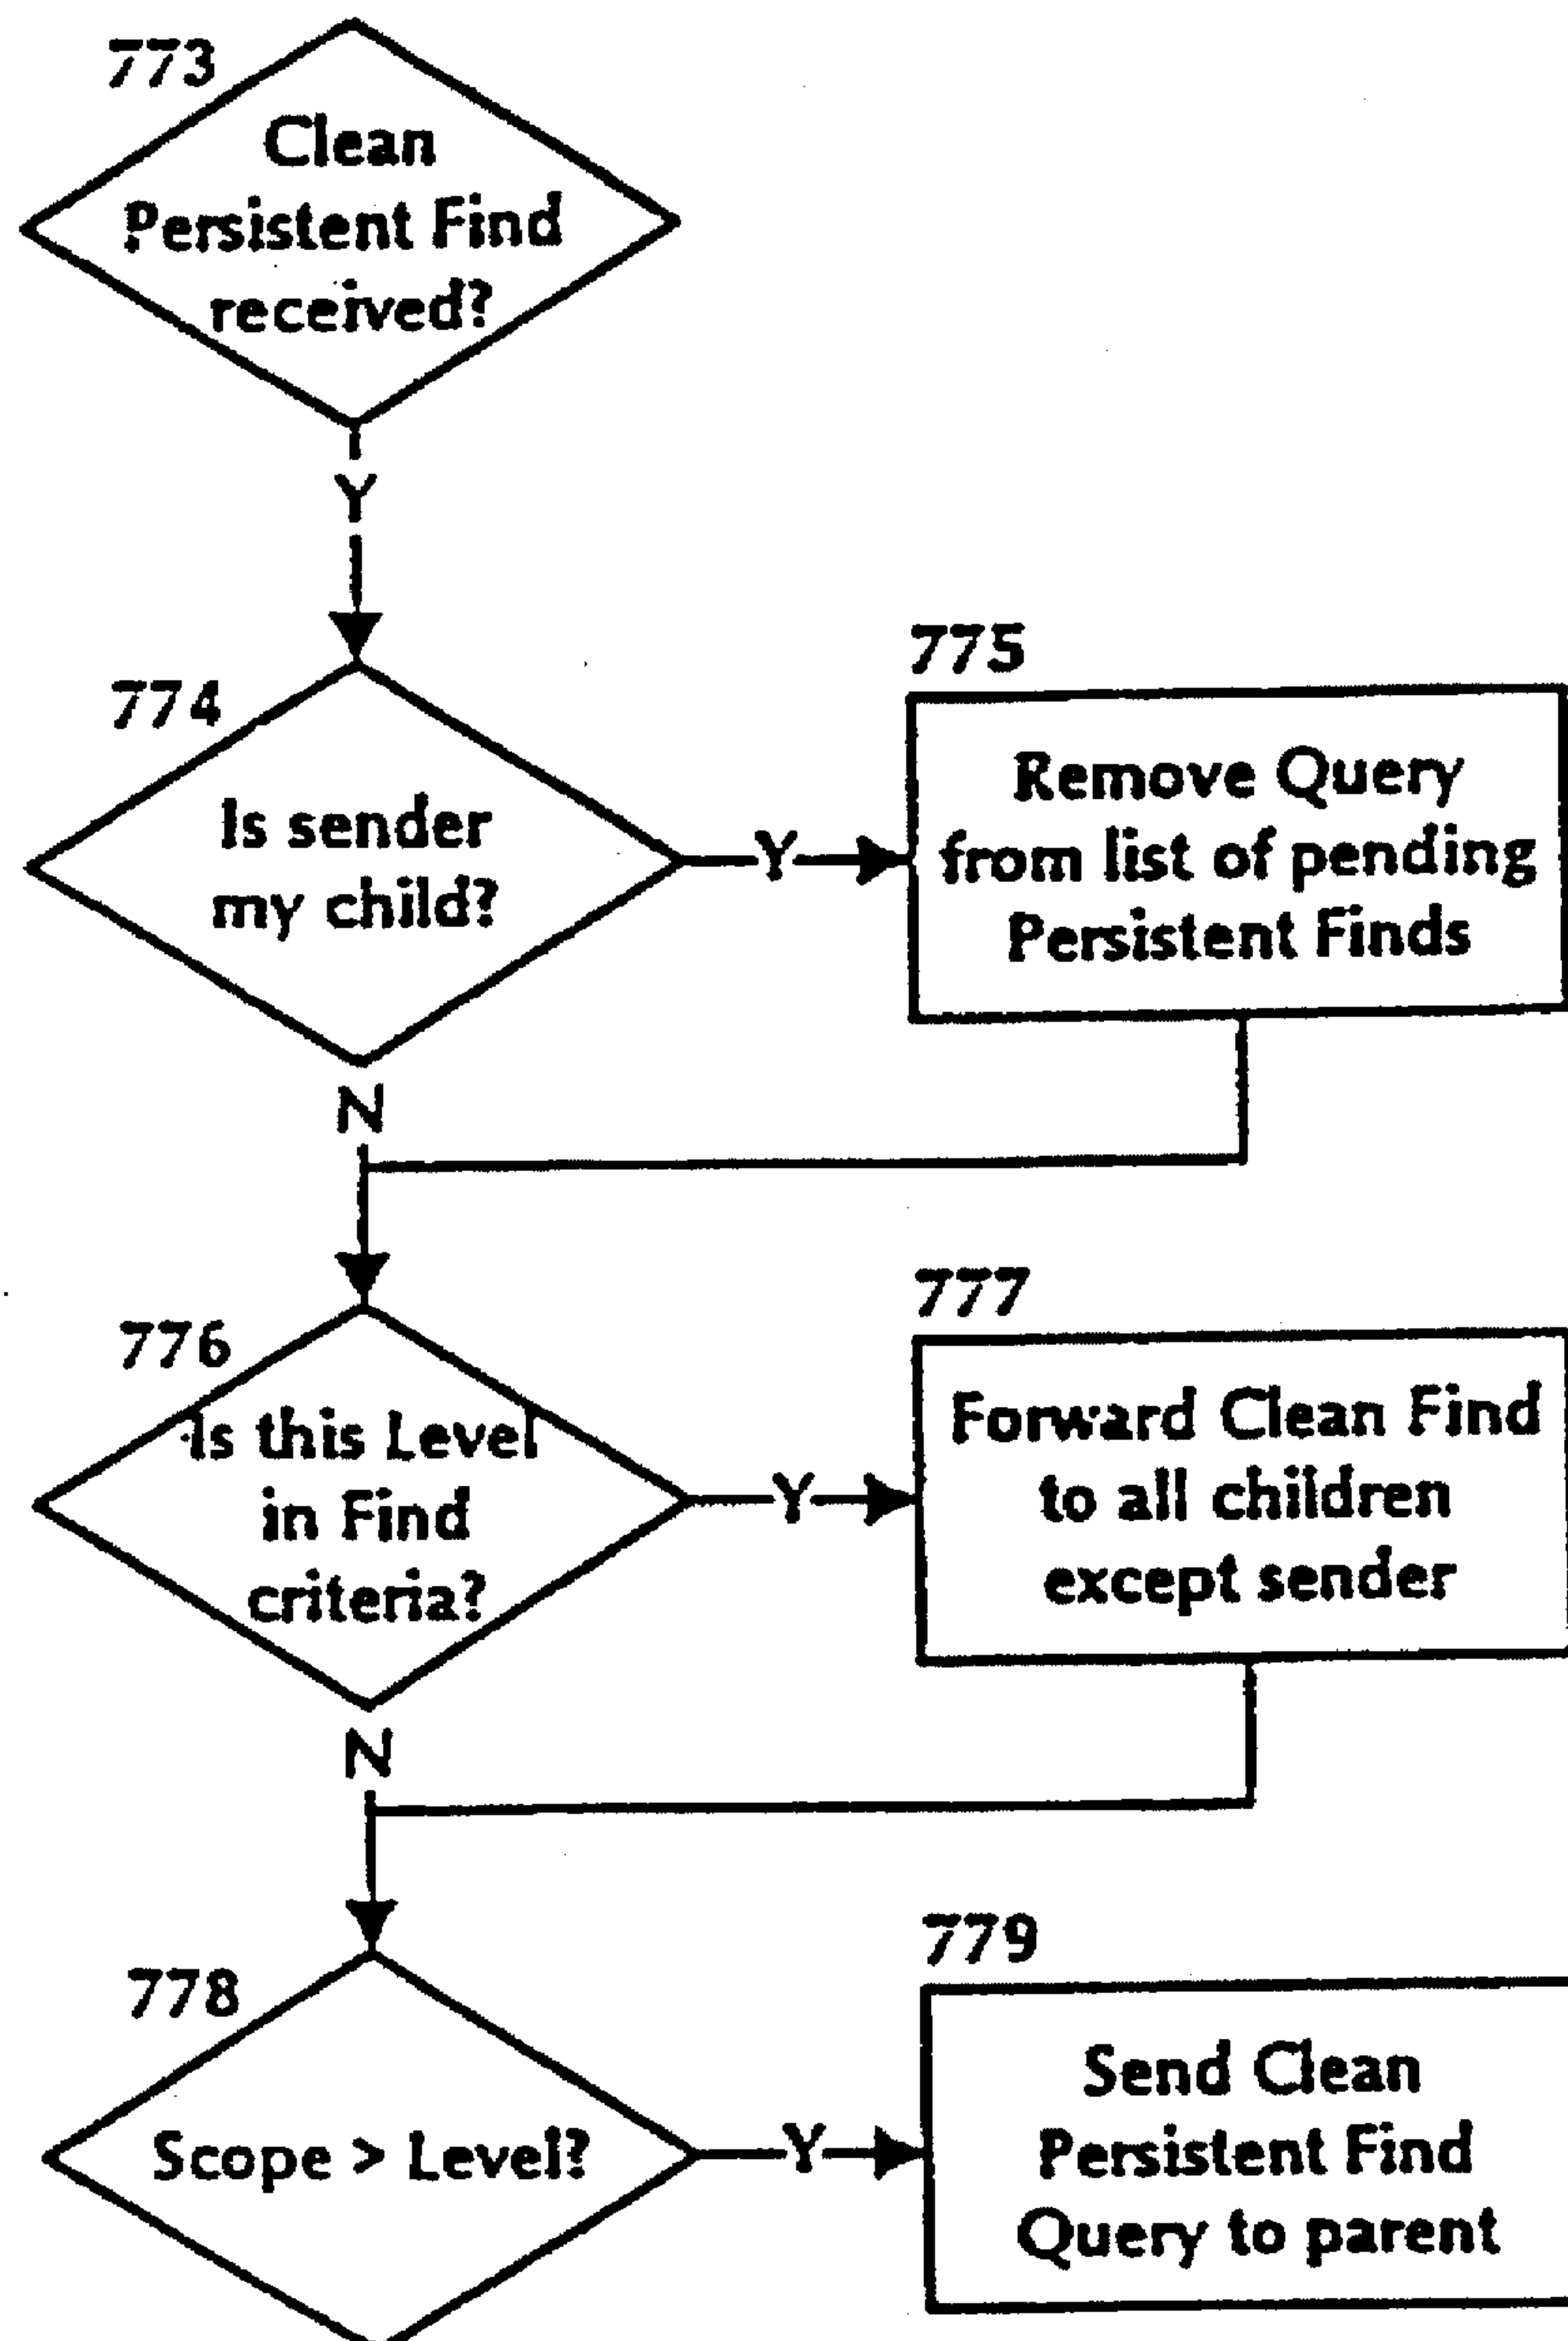 773
Clean
Persistent Find
received?
Y
774
Is sender
my child?
Y
775
Remove Query
from list of pending
Persistent Finds
N
776
Is this Level
in Find
criteria?
Y
777
Forward Clean Find
to all children
except sender
N
778
Scope > Level?
Y
779
Send Clean
Persistent Find
Query to parent